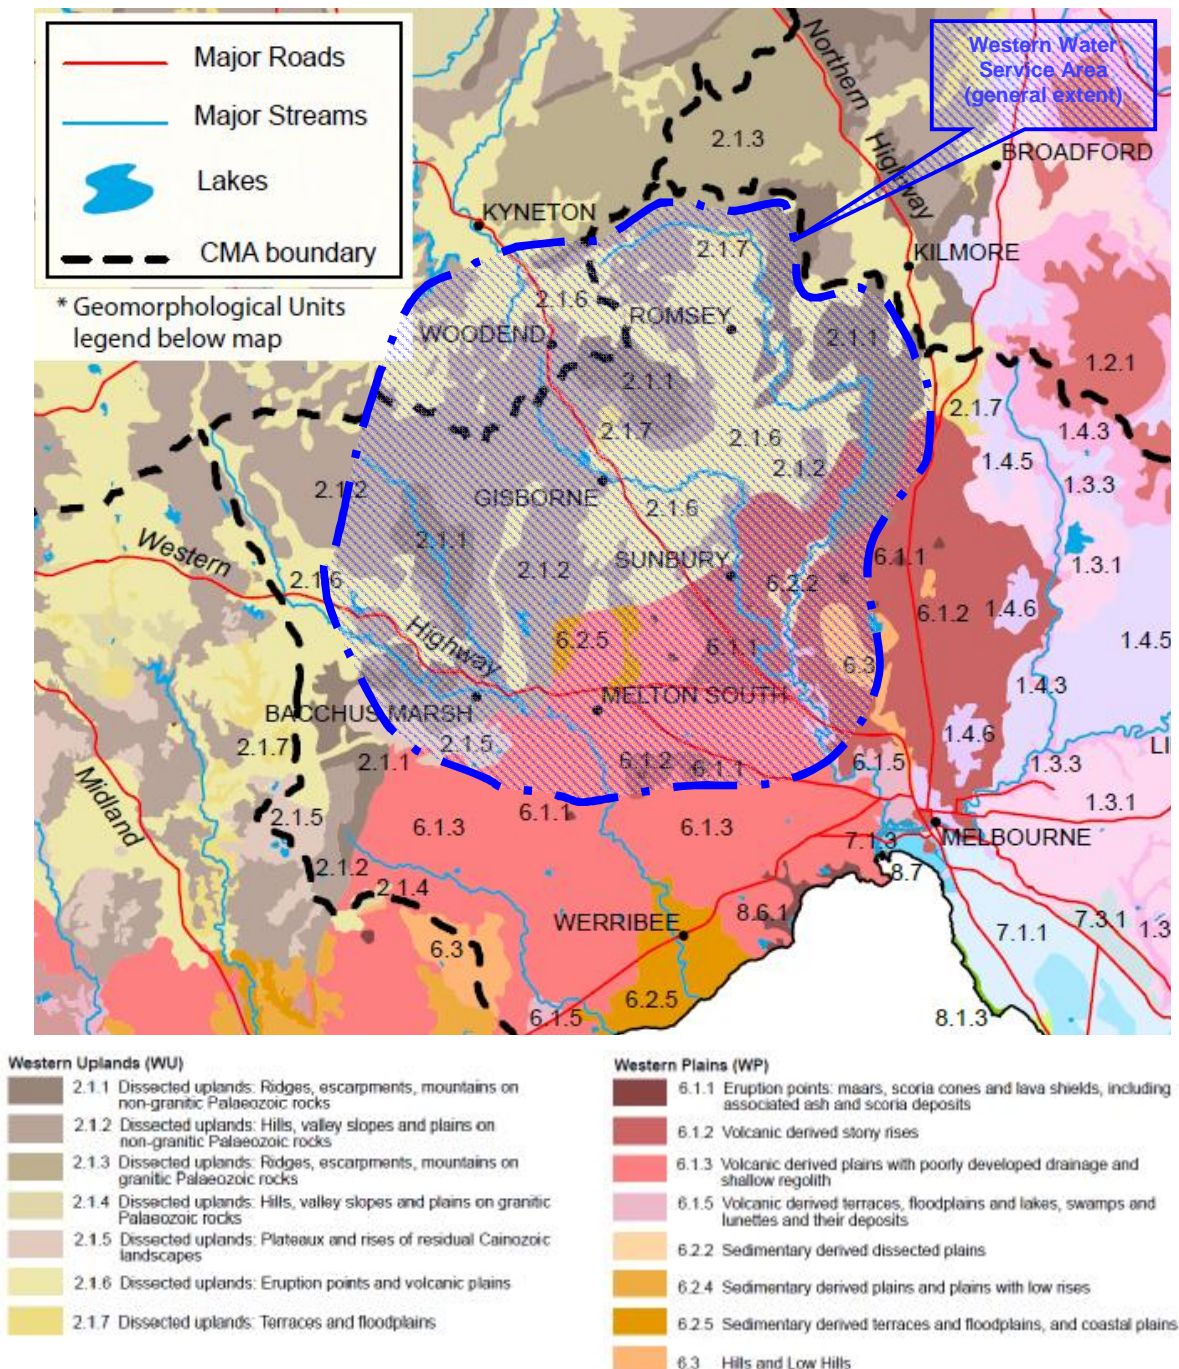 Major Roads
Major Streams
Lakes
CMA boundary
* Geomorphological Units
legend below map
Western Water
Service Area
(general extent)
Northern
Highway
2.1.3
BROADFORD
KYNETON
KILMORE
2.1.7
2.1.6
ROMSEY
WOODEND
2.1.1
2.1.1
1.2.1
2.1.7
2.1.7
2.1.6
1.4.3
1.4.5
2.1.2
1.3.3
2.1.2
GISBORNE
2.1.6
Western
2.1.1
SUNBURY
6.1.1
1.3.1
2.1.6
2.1.2
6.2.2
6.1.2
1.4.6
Highway
6.2.5
6.1.1
1.4.5
6.3
1.4.3
MELTON SOUTH
BACCHUS MARSH
2.1.7
2.1.5
1.4.6
LI
2.1.1
6.1.2
6.1.1
6.1.5
1.3.3
Midland
1.3.1
2.1.5
6.1.1
6.1.3
6.1.3
MELBOURNE
7.1.3
2.1.2
8.7
2.1.4
8.6.1
WERRIBEE
7.3.1
1.3
6.3
7.1.1
6.2.5
6.1.5
8.1.3
Western Uplands (WU)
2.1.1 Dissected uplands: Ridges, escarpments, mountains on
non-granitic Palaeozoic rocks
2.1.2 Dissected uplands: Hills, valley slopes and plains on
non-granitic Palaeozoic rocks
2.1.3 Dissected uplands: Ridges, escarpments, mountains on
granitic Palaeozoic rocks
2.1.4 Dissected uplands: Hills, valley slopes and plains on granitic
Palaeozoic rocks
2.1.5 Dissected uplands: Plateaux and rises of residual Cainozoic
landscapes
2.1.6 Dissected uplands: Eruption points and volcanic plains
2.1.7 Dissected uplands: Terraces and floodplains
Western Plains (WP)
6.1.1 Eruption points: maars, scoria cones and lava shields, including
associated ash and scoria deposits
6.1.2 Volcanic derived stony rises
6.1.3 Volcanic derived plains with poorly developed drainage and
shallow regolith
6.1.5 Volcanic derived terraces, floodplains and lakes, swamps and
lunettes and their deposits
6.2.2 Sedimentary derived dissected plains
6.2.4 Sedimentary derived plains and plains with low rises
6.2.5 Sedimentary derived terraces and floodplains, and coastal plains
6.3 Hills and Low Hills